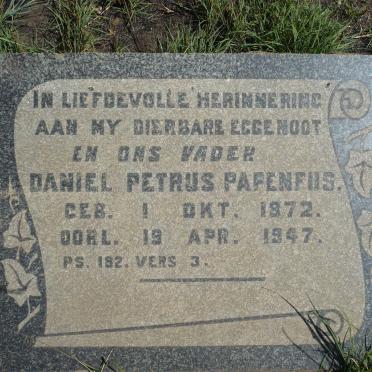 IN LIEFDEVOLLE HERINNERING
AAN MY DIERBARE EGGENOOT
EN ONS VADER
DANIEL PETRUS PAPENFUS.
GEB. 1 OKT. 1872.
OORL. 19 APR. 1947.
PS. 192. VERS 3.